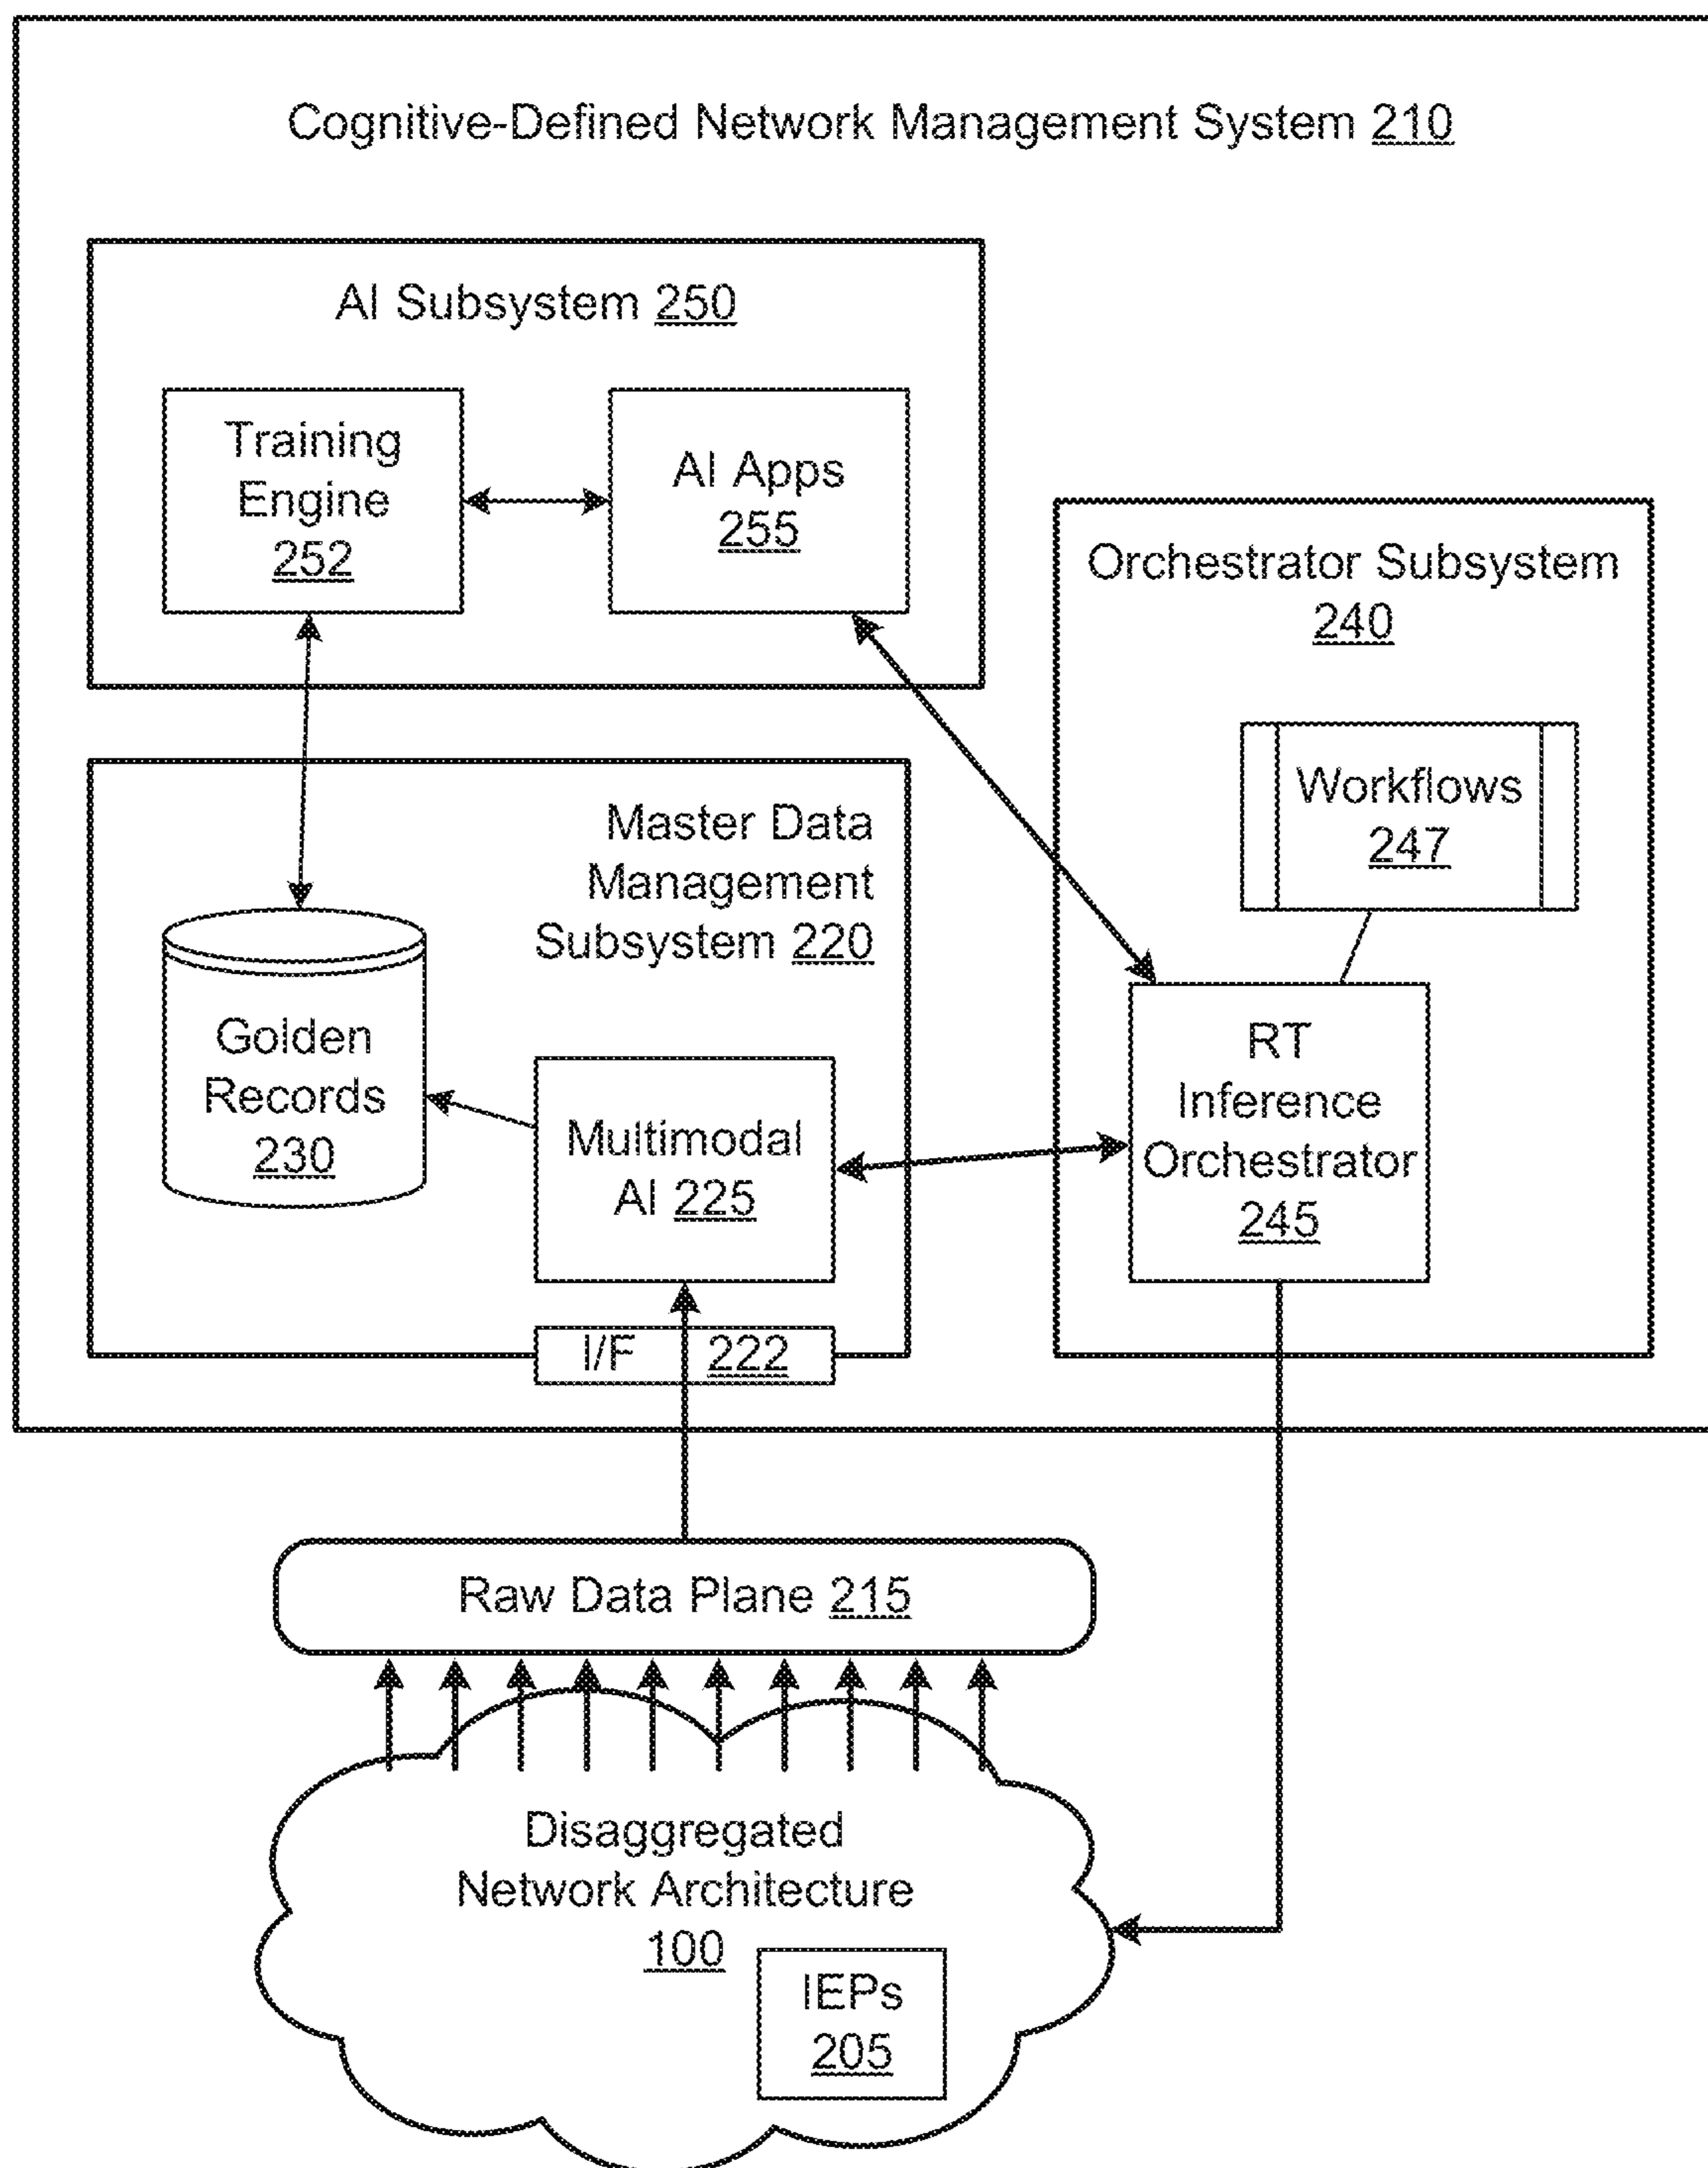 Cognitive-Defined Network Management System 210
AI Subsystem 250
Training
Engine
252
AI Apps
255
Orchestrator Subsystem
240
Workflows
247
Master Data
Management
Subsystem 220
Golden
Records
230
Multimodal
AI 225
RT
Inference
Orchestrator
245
I/F 222
Raw Data Plane 215
Disaggregated
Network Architecture
100
IEPs
205